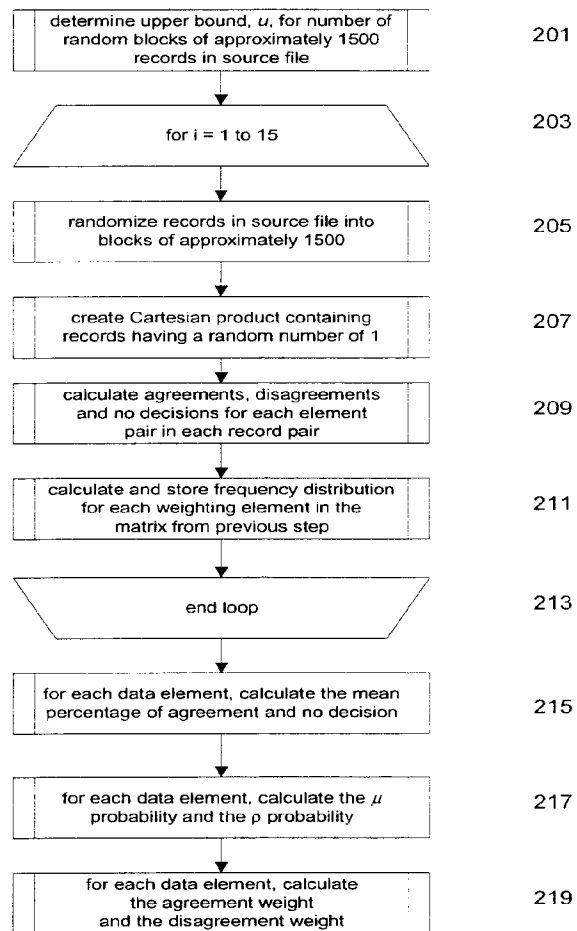 determine upper bound, u, for number of
random blocks of approximately 1500
records in source file
201
for i = 1 to 15
203
randomize records in source file into
blocks of approximately 1500
205
create Cartesian product containing
records having a random number of 1
207
calculate agreements, disagreements
and no decisions for each element
pair in each record pair
209
calculate and store frequency distribution
for each weighting element in the
matrix from previous step
211
end loop
213
for each data element, calculate the mean
percentage of agreement and no decision
215
for each data element, calculate the μ
probability and the ρ probability
217
for each data element, calculate
the agreement weight
and the disagreement weight
219